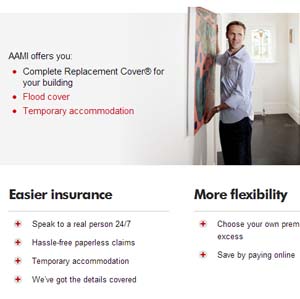 AAMI offers you:
Complete Replacement Cover® for
your building
Flood cover
Temporary accommodation
Easier insurance
Speak to a real person 24/7
Hassle-free paperless claims
Temporary accommodation
We've got the details covered
More flexibility
Choose your own prem
excess
Save by paying online